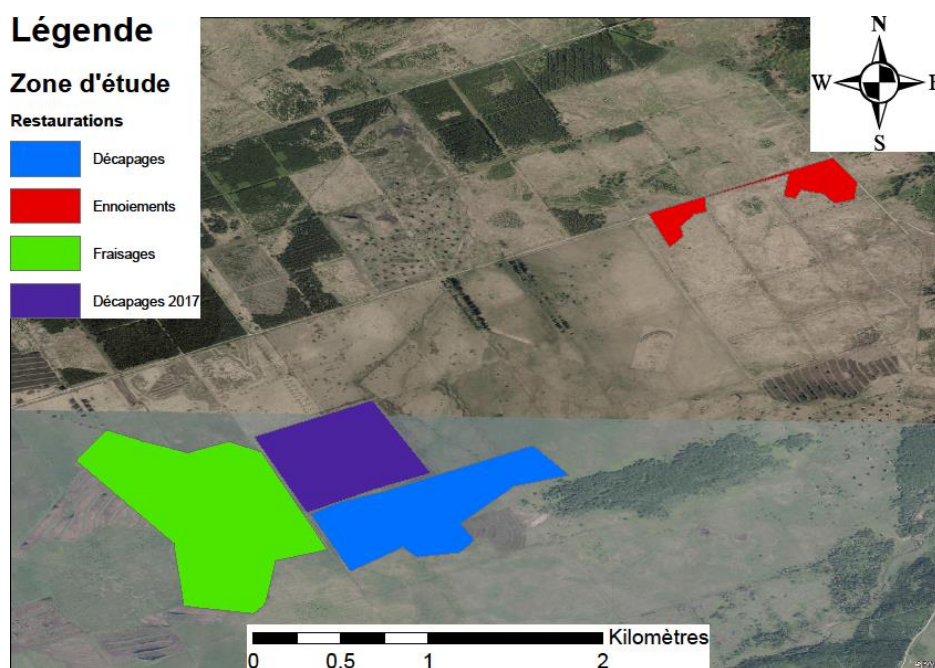 Légende
Zone d'étude
Restaurations
Décapages
Ennoiements
Fraisages
Décapages 2017
N
W
E
S
Kilomètres
0 0.5 1 2